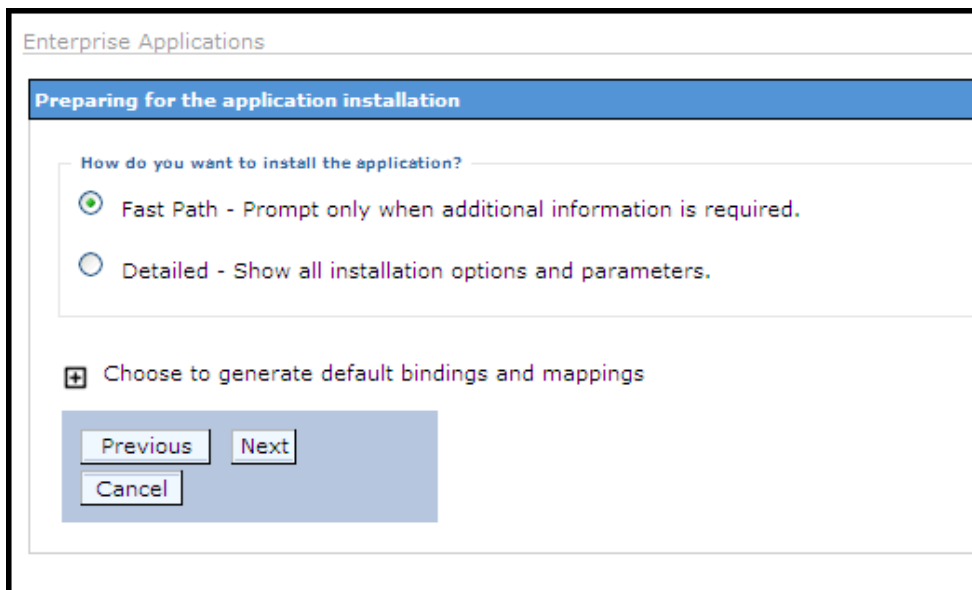 Enterprise Applications
Preparing for the application installation
How do you want to install the application?
Fast Path - Prompt only when additional information is required.
Detailed - Show all installation options and parameters.
Choose to generate default bindings and mappings
Previous Next
Cancel